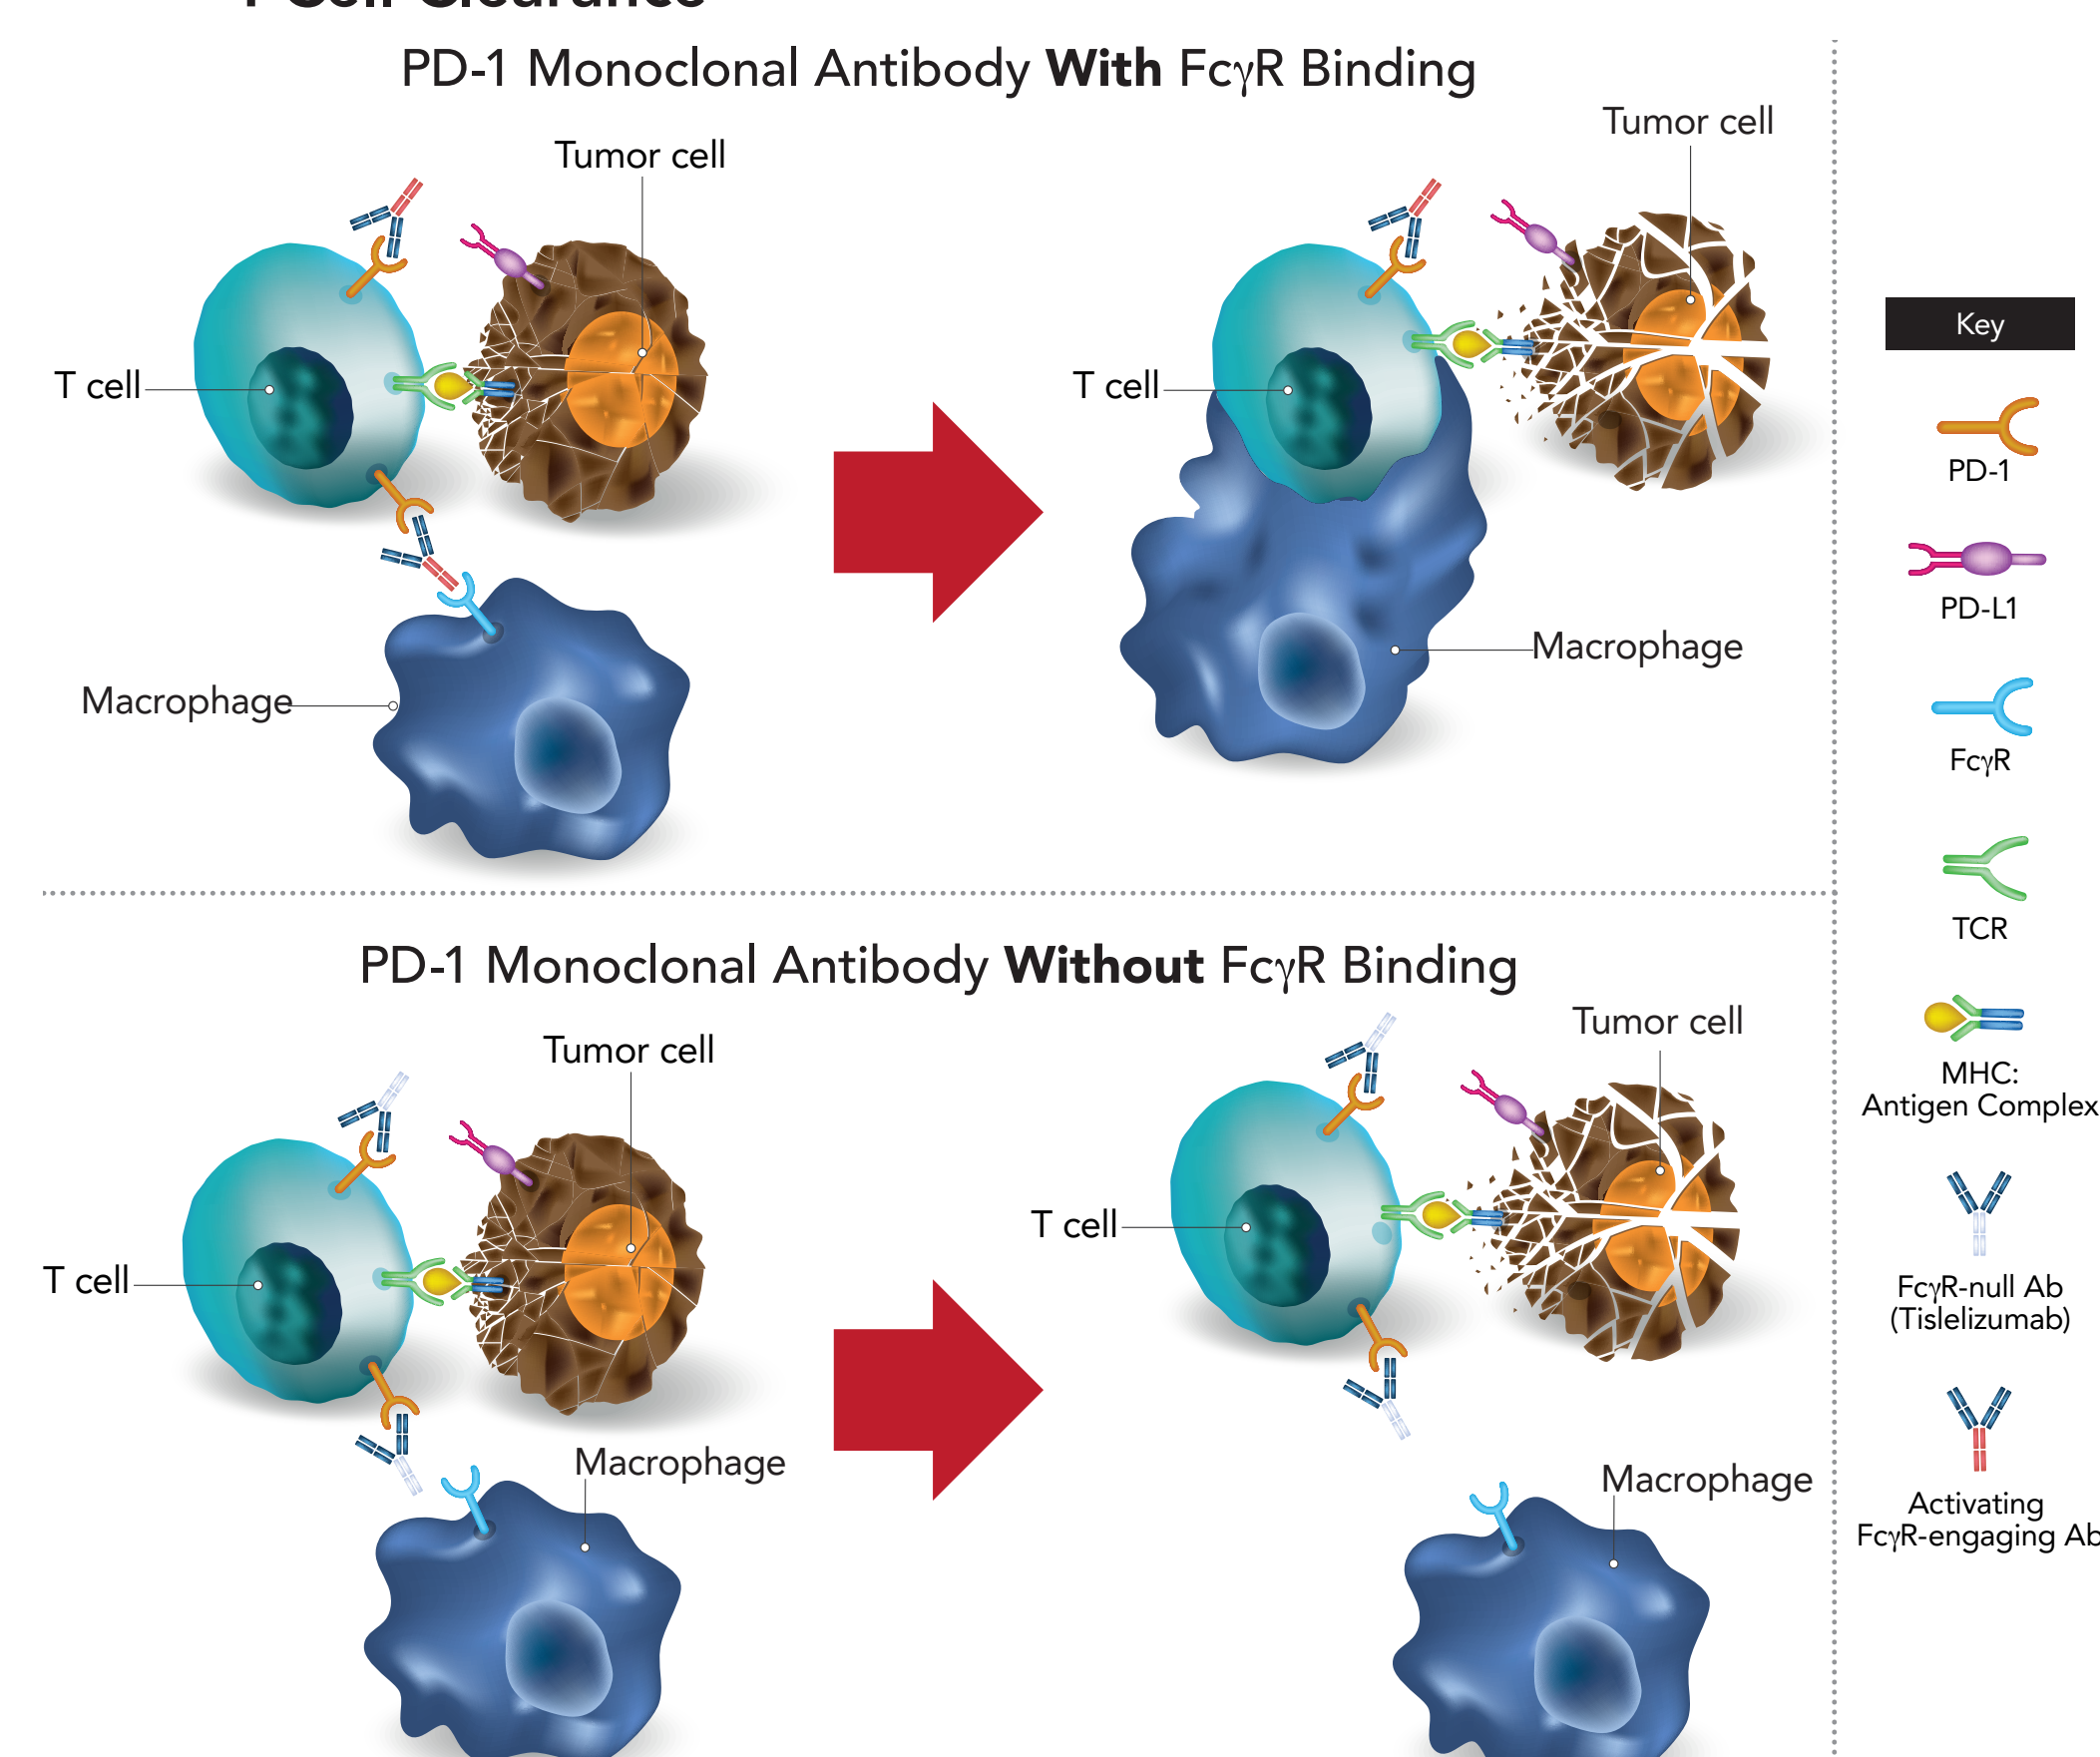 T Cell Clearance
PD-1 Monoclonal Antibody With FcγR Binding
Tumor cell
Tumor cell
T cell
T cell
Macrophage
Macrophage
PD-1 Monoclonal Antibody Without FcγR Binding
Tumor cell
Tumor cell
T cell
T cell
Macrophage
Macrophage
Key
PD-1
PD-L1
FcγR
TCR
MHC:
Antigen Complex
FcγR-null Ab
(Tislelizumab)
Activating
FcγR-engaging Ab